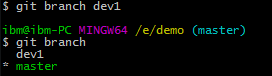 $ git branch dev1
ibm@ibm-PC MINGW64 /e/demo (master)
$ git branch
  dev1
* master